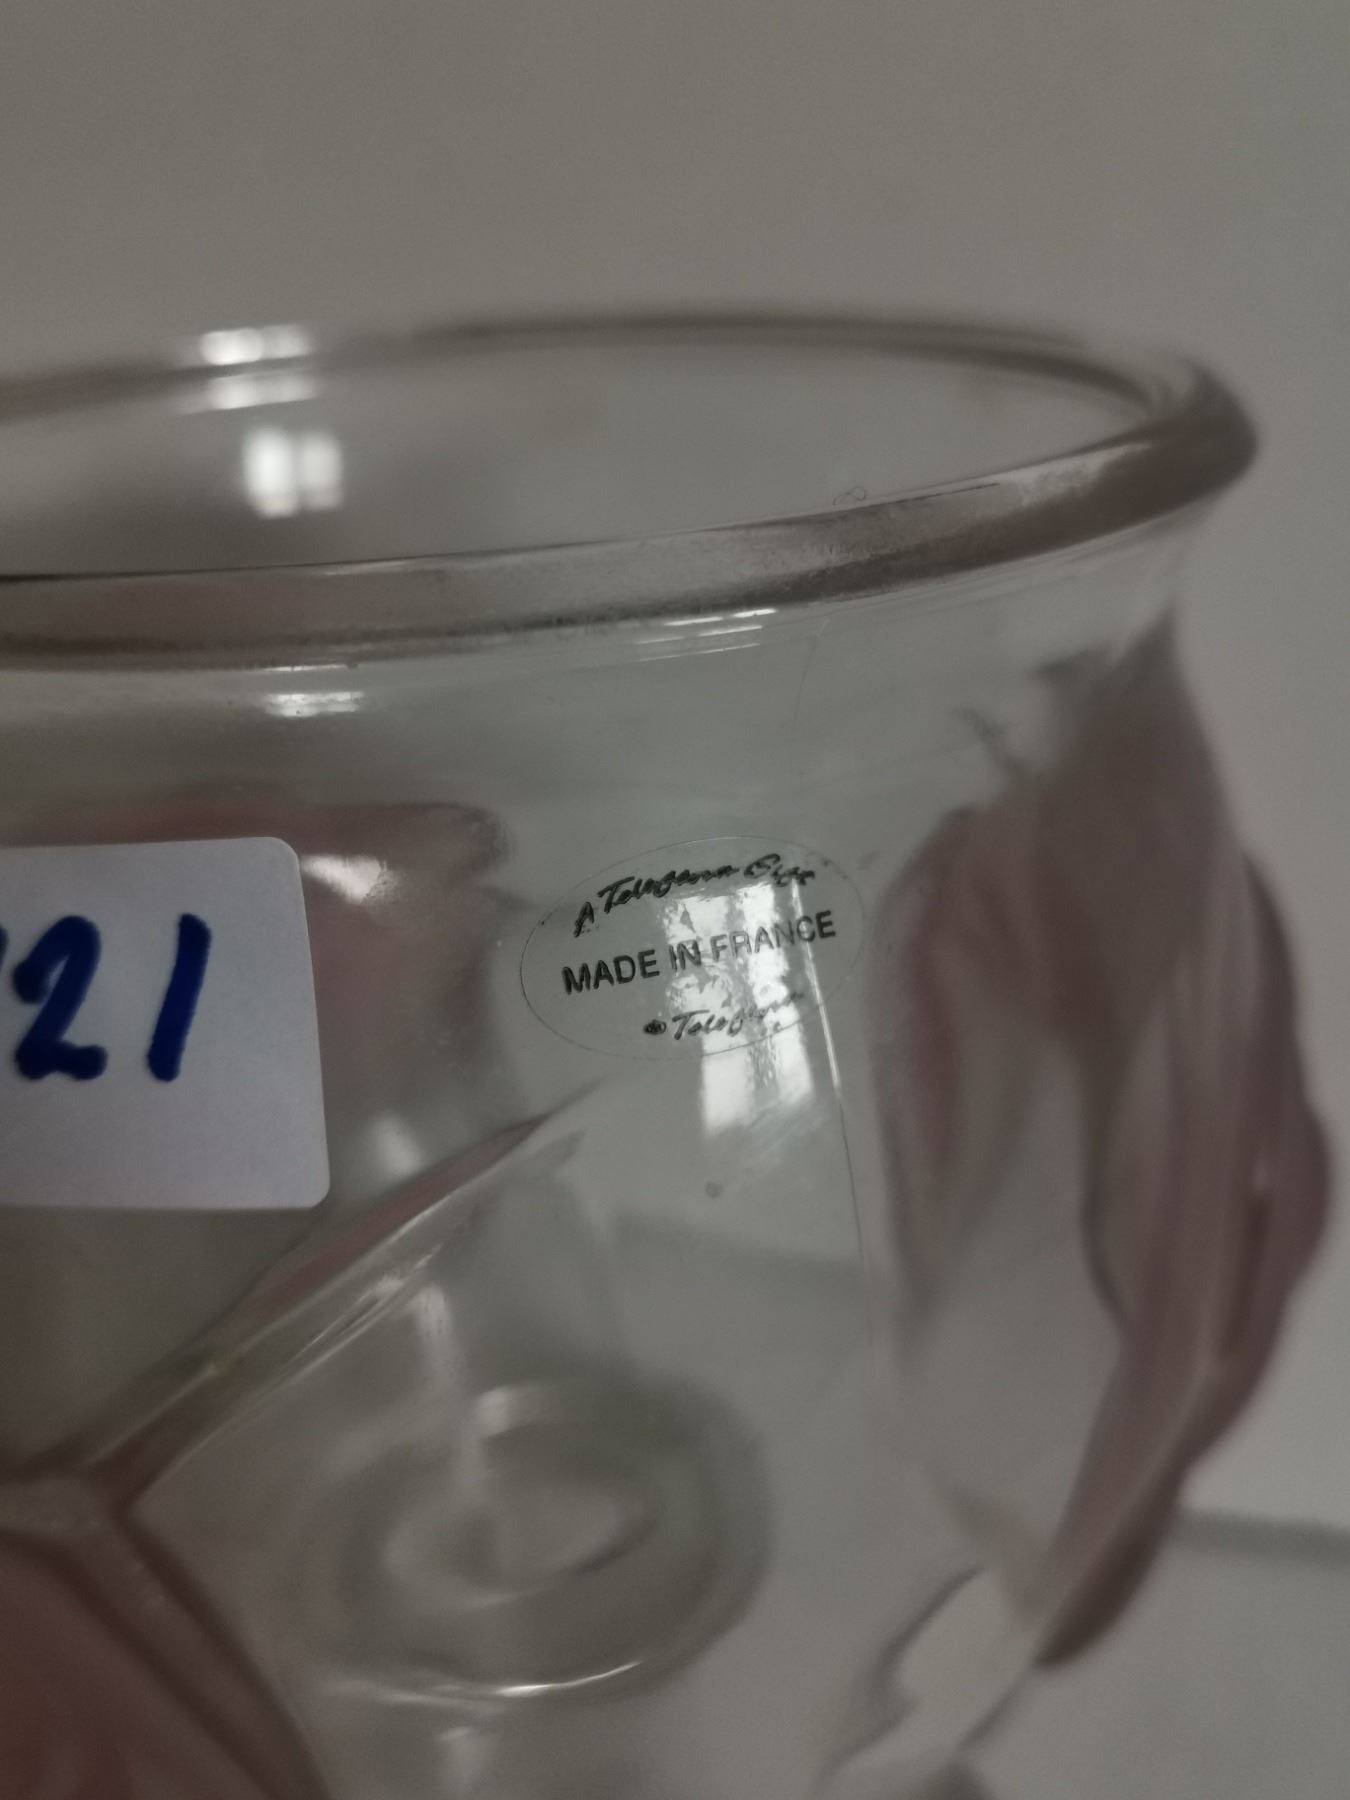 21
A Teleflora Gift
MADE IN FRANCE
® Teleflora